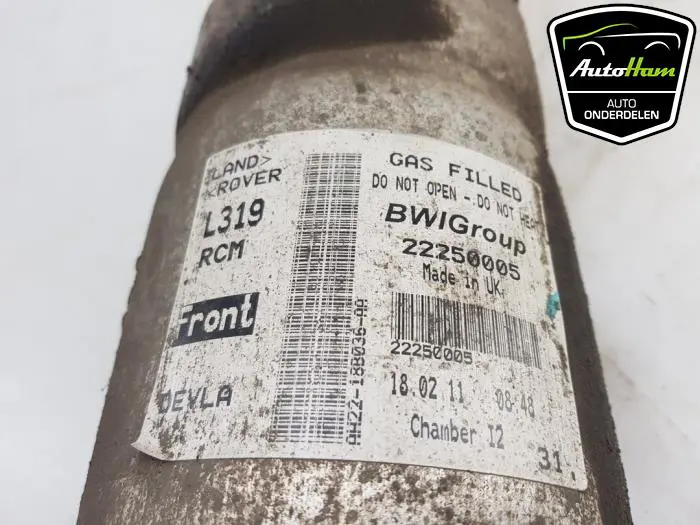 AutoHam
AUTO
ONDERDELEN
LAND>
<ROVER
L319
RCM
Front
DEVLA
AH22-18B036-AA
GAS FILLED
DO NOT OPEN - DO NOT HEAT
BWIGroup
22250005
Made in UK.
22250005
18.02 11 08:48
Chamber 12
31